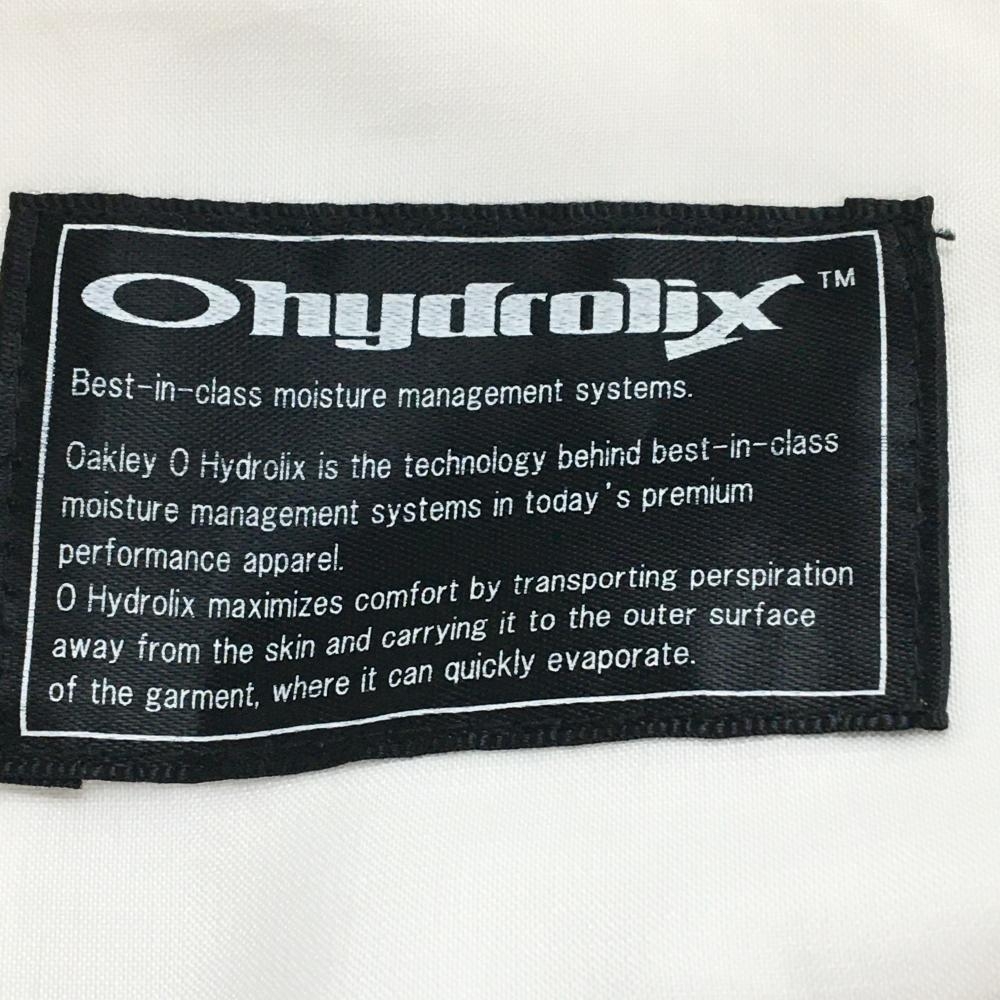 O hydrolix™
Best-in-class moisture management systems.
Oakley O Hydrolix is the technology behind best-in-class
moisture management systems in today's premium
performance apparel.
O Hydrolix maximizes comfort by transporting perspiration
away from the skin and carrying it to the outer surface
of the garment, where it can quickly evaporate.